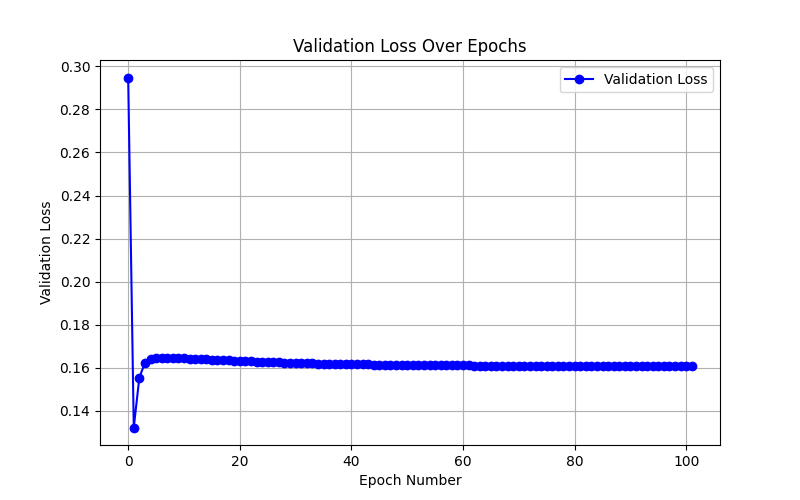 Validation Loss Over Epochs
Validation Loss
0.30
0.28
0.26
0.24
0.22
0.20
0.18
0.16
0.14
Validation Loss
0 20 40 60 80 100
Epoch Number